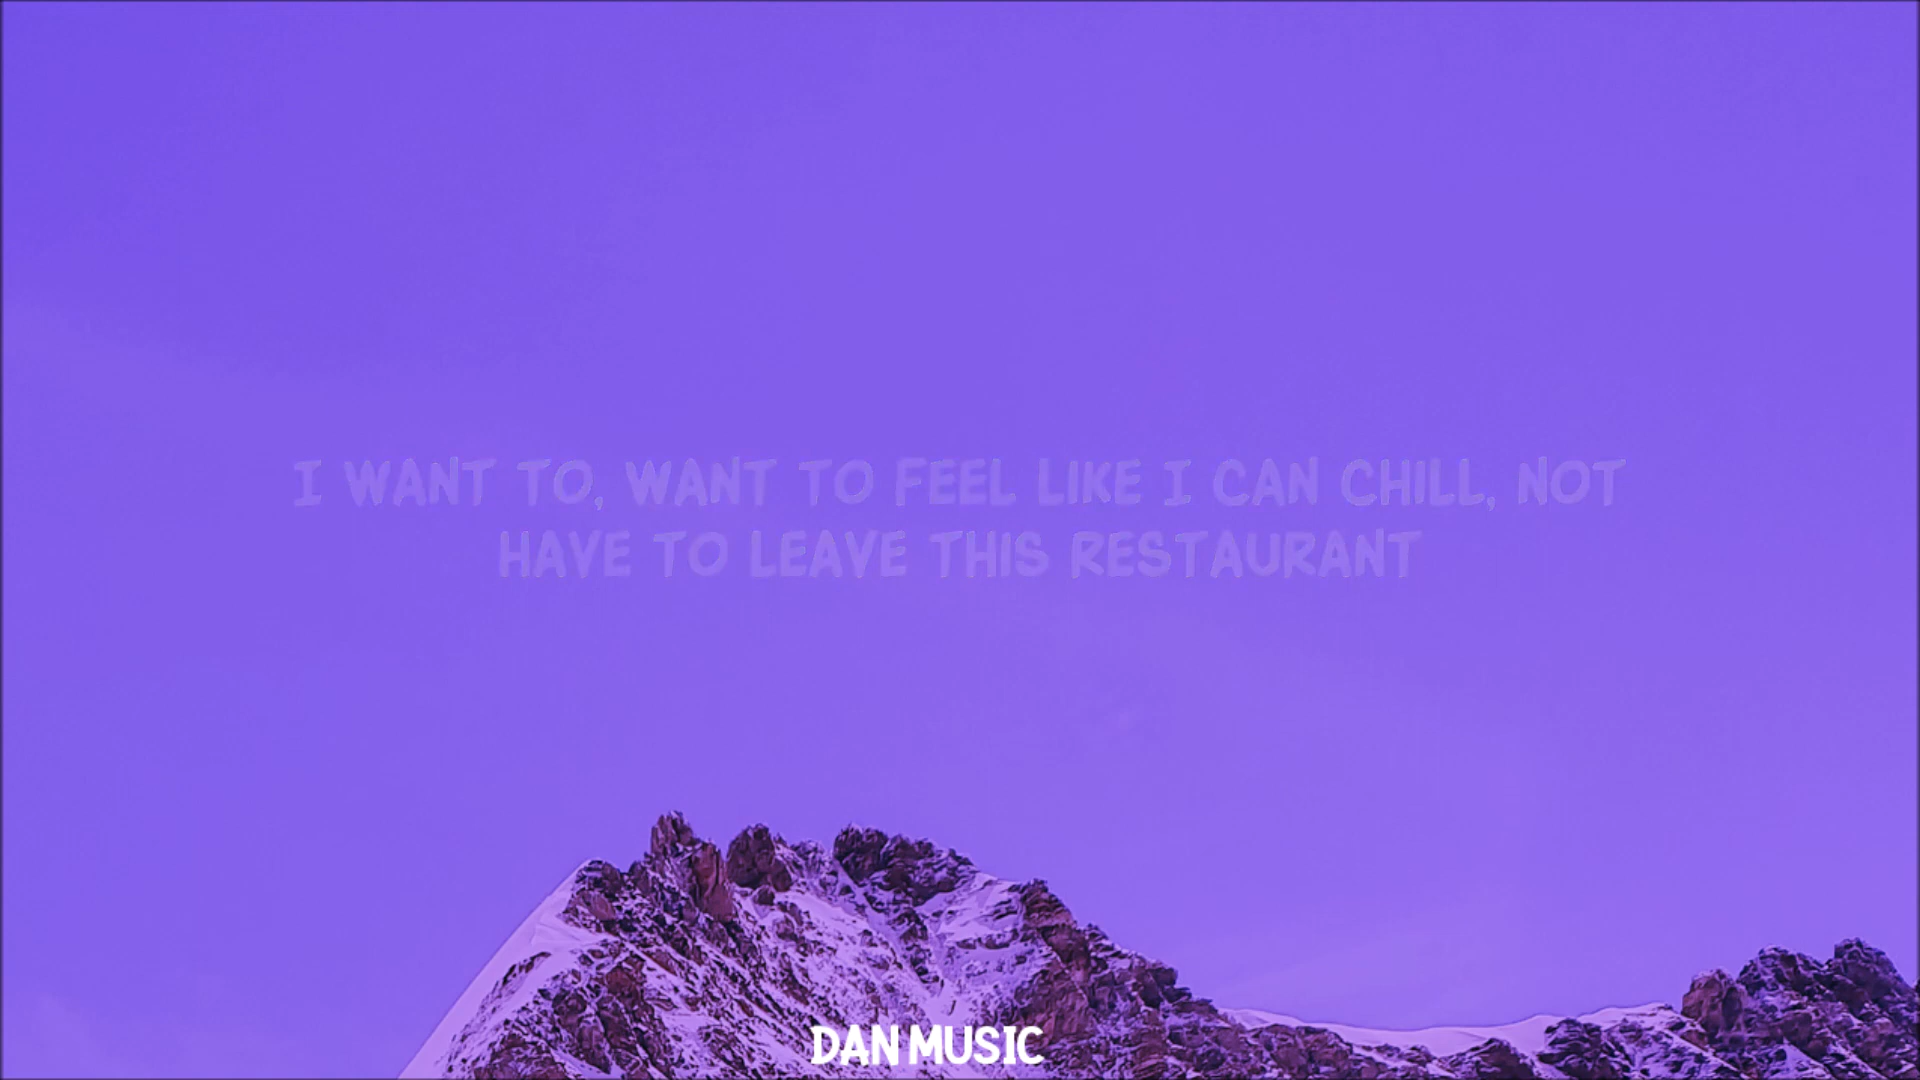 I WANT TO, WANT TO FEEL LIKE I CAN CHILL, NOT
HAVE TO LEAVE THIS RESTAURANT
DAN MUSIC